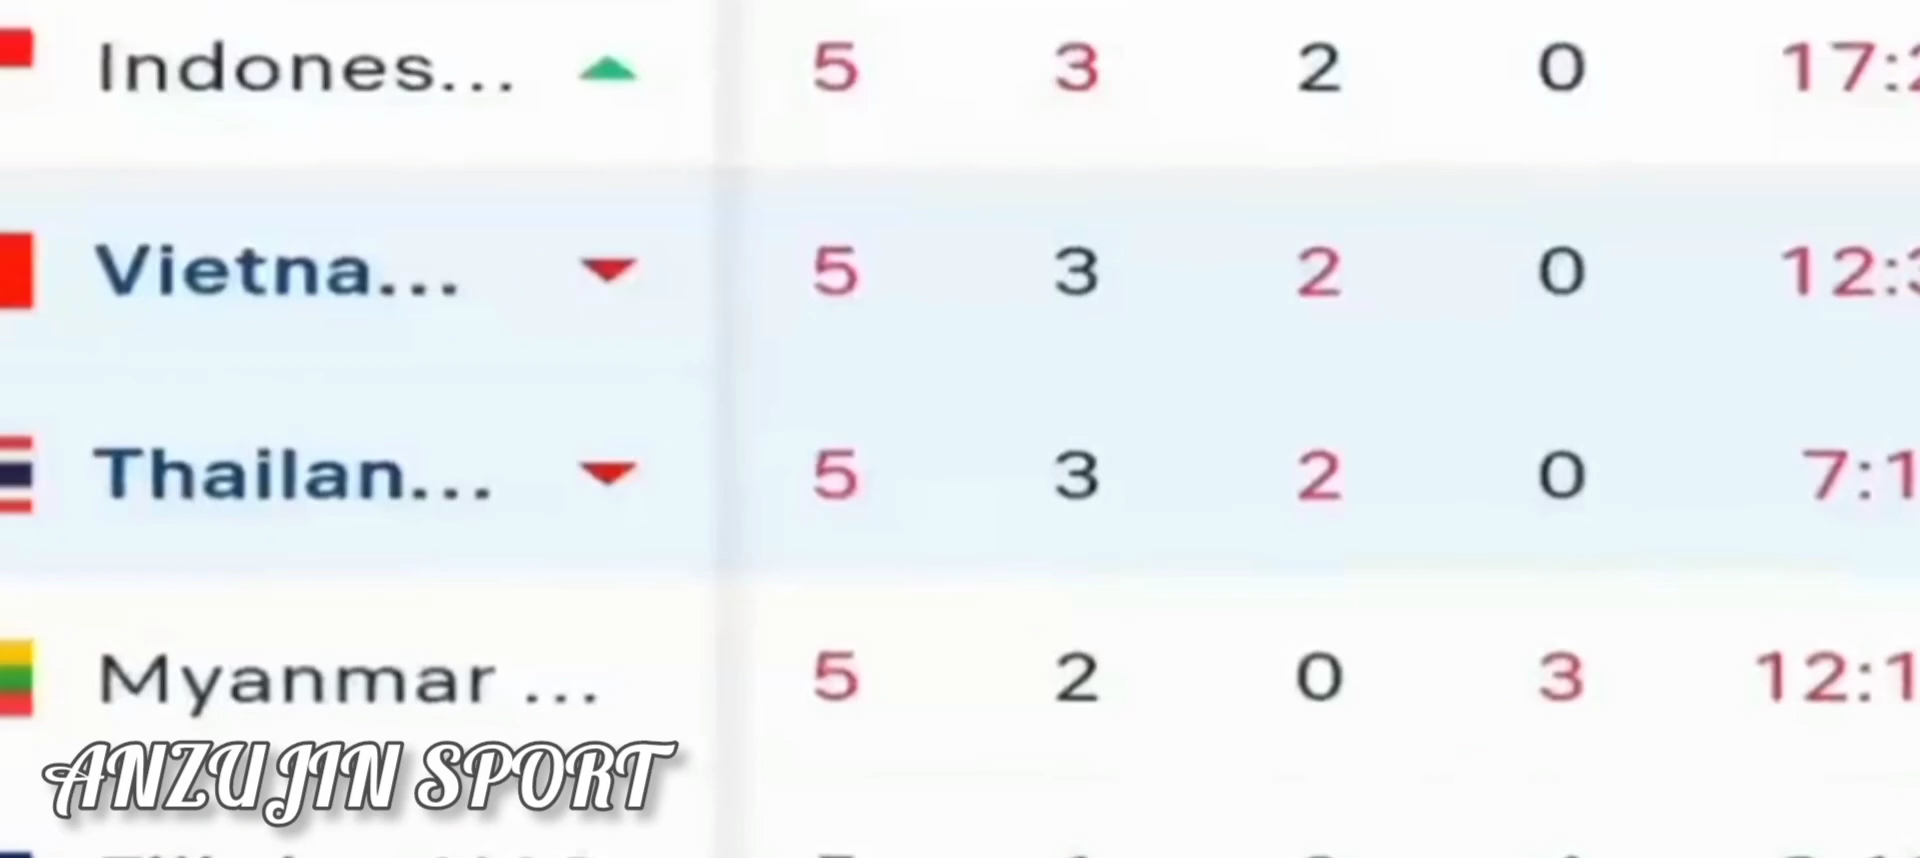 Indones... 5 3 2 0 17:2
Vietna... 5 3 2 0 12:3
Thailan... 5 3 2 0 7:1
Myanmar ... 5 2 0 3 12:1
ANZUJIN SPORT